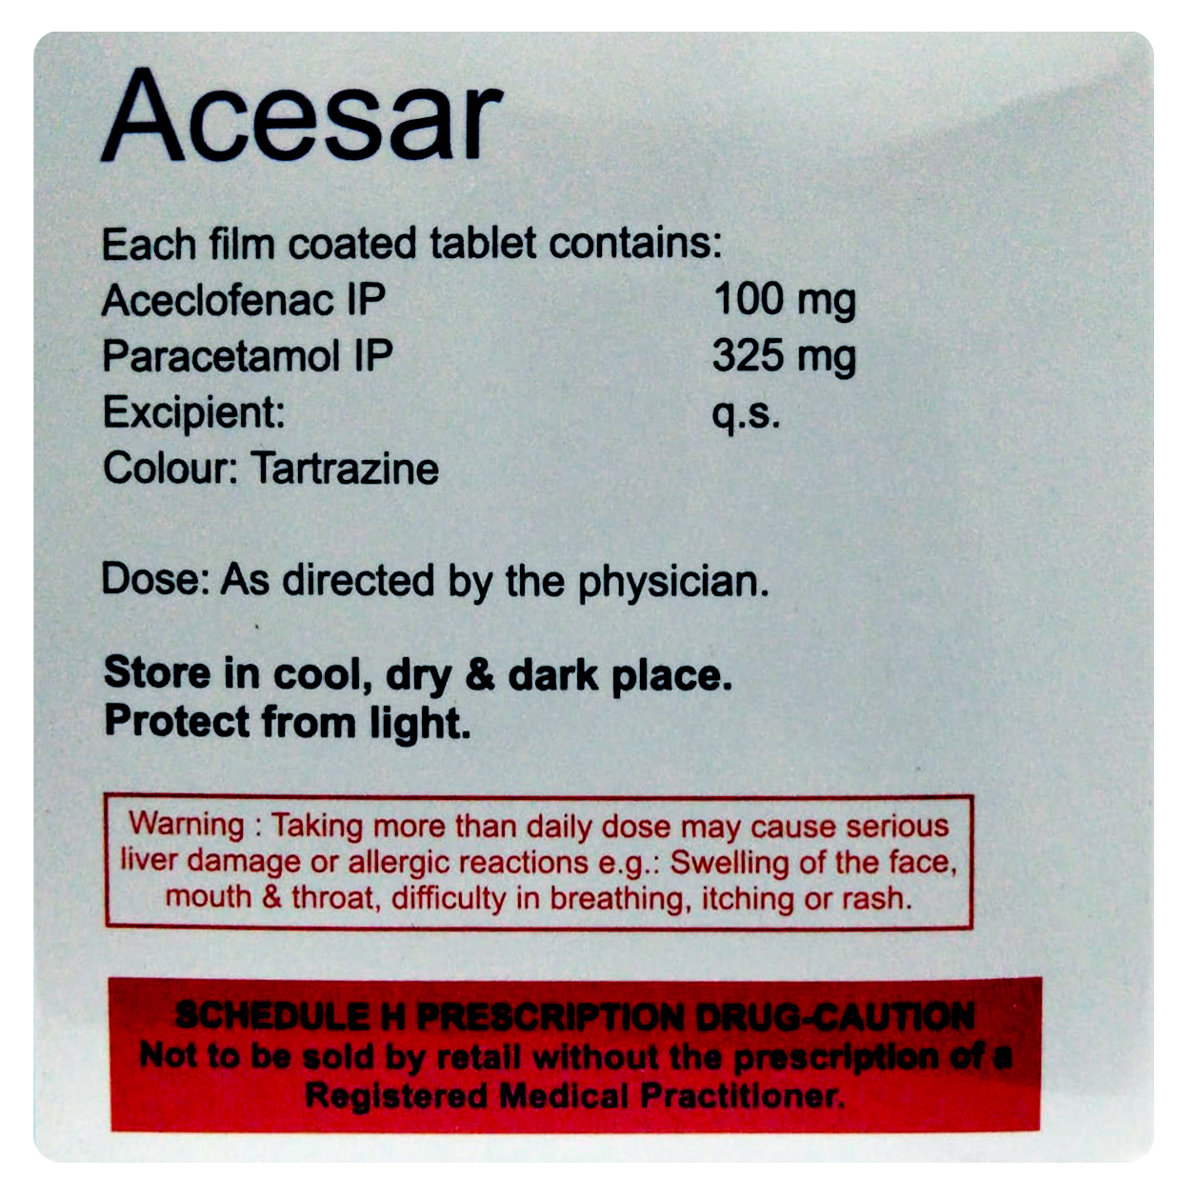 Acesar
Each film coated tablet contains:
Aceclofenac IP 100 mg
Paracetamol IP 325 mg
Excipient: q.s.
Colour: Tartrazine
Dose: As directed by the physician.
Store in cool, dry & dark place.
Protect from light.
Warning : Taking more than daily dose may cause serious
liver damage or allergic reactions e.g.: Swelling of the face,
mouth & throat, difficulty in breathing, itching or rash.
SCHEDULE H PRESCRIPTION DRUG-CAUTION
Not to be sold by retail without the prescription of a
Registered Medical Practitioner.